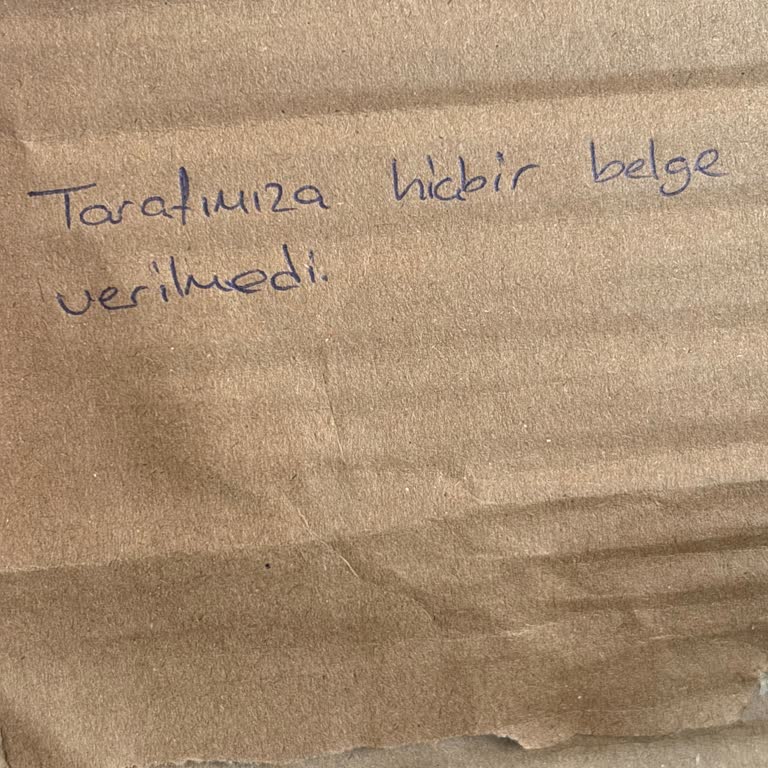 Tarafımıza hicbir belge
verilmedi.